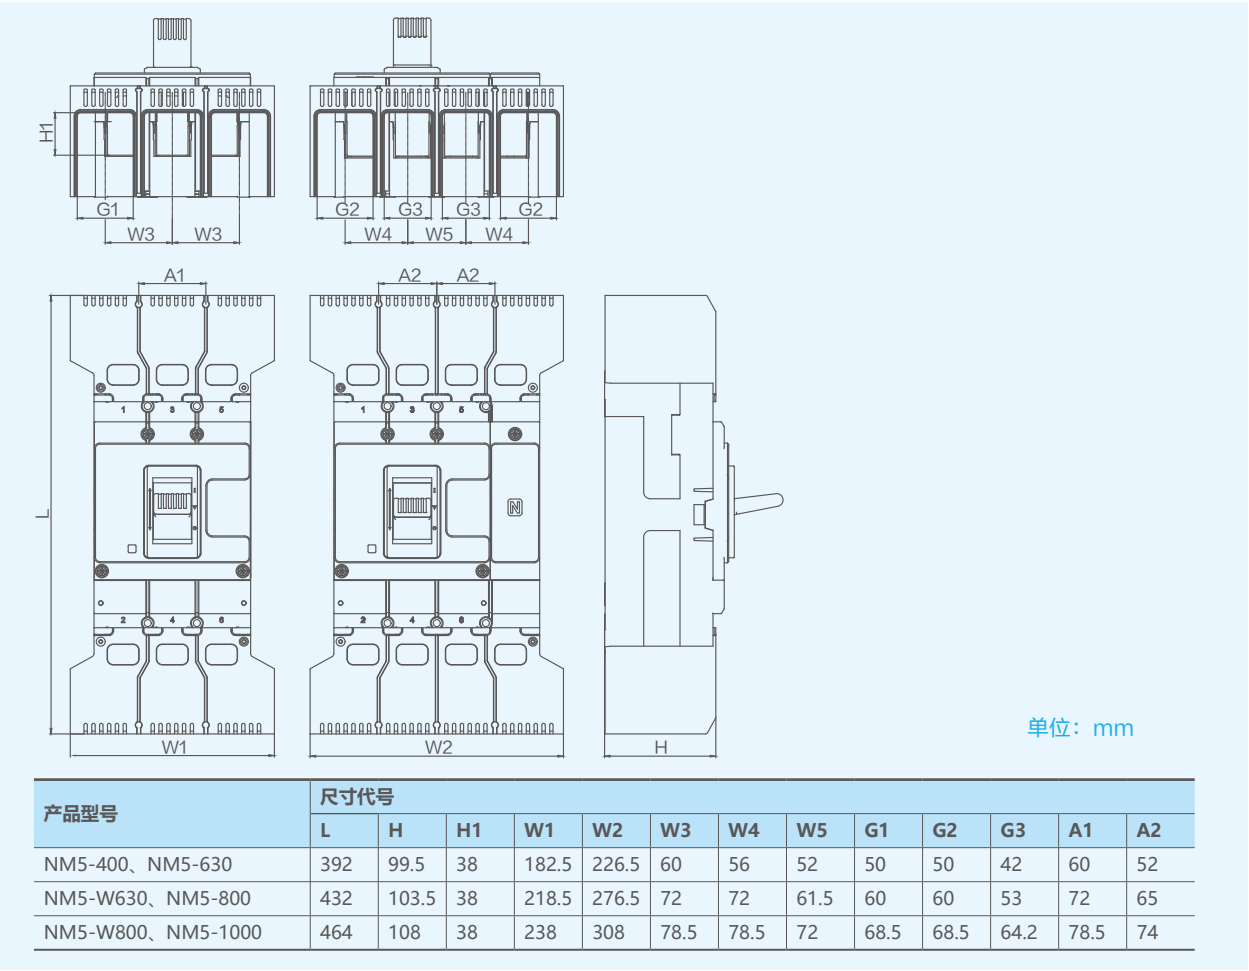 H1
G1
G2 G3 G3 G2
W3 W3
W4 W5 W4
A1
A2 A2
1 3 5
1 3 5
L
N
2 4 6
2 4 6
W1
W2
H
单位：mm
产品型号
尺寸代号
L H H1 W1 W2 W3 W4 W5 G1 G2 G3 A1 A2
NM5-400、NM5-630 392 99.5 38 182.5 226.5 60 56 52 50 50 42 60 52
NM5-W630、NM5-800 432 103.5 38 218.5 276.5 72 72 61.5 60 60 53 72 65
NM5-W800、NM5-1000 464 108 38 238 308 78.5 78.5 72 68.5 68.5 64.2 78.5 74